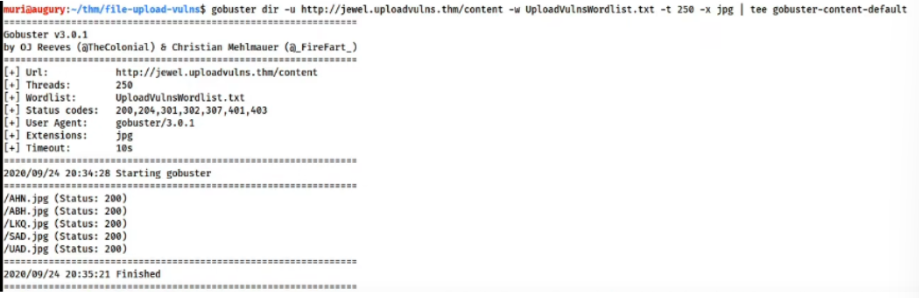 muri@augury:~/thm/file-upload-vulns$ gobuster dir -u http://jewel.uploadvulns.thm/content -w UploadVulnsWordlist.txt -t 250 -x jpg | tee gobuster-content-default
===============================================================
Gobuster v3.0.1
by OJ Reeves (@TheColonial) & Christian Mehlmauer (@_FireFart_)
===============================================================
[+] Url:            http://jewel.uploadvulns.thm/content
[+] Threads:        250
[+] Wordlist:       UploadVulnsWordlist.txt
[+] Status codes:   200,204,301,302,307,401,403
[+] User Agent:     gobuster/3.0.1
[+] Extensions:     jpg
[+] Timeout:        10s
===============================================================
2020/09/24 20:34:28 Starting gobuster
===============================================================
/AHN.jpg (Status: 200)
/ABH.jpg (Status: 200)
/LKQ.jpg (Status: 200)
/SAD.jpg (Status: 200)
/UAD.jpg (Status: 200)
===============================================================
2020/09/24 20:35:21 Finished
===============================================================